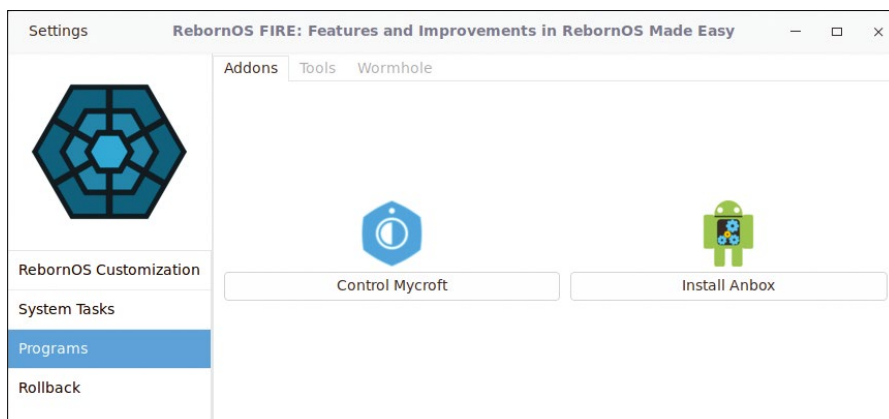 Settings RebornOS FIRE: Features and Improvements in RebornOS Made Easy
Addons Tools Wormhole
RebornOS Customization
System Tasks
Programs
Rollback
Control Mycroft Install Anbox